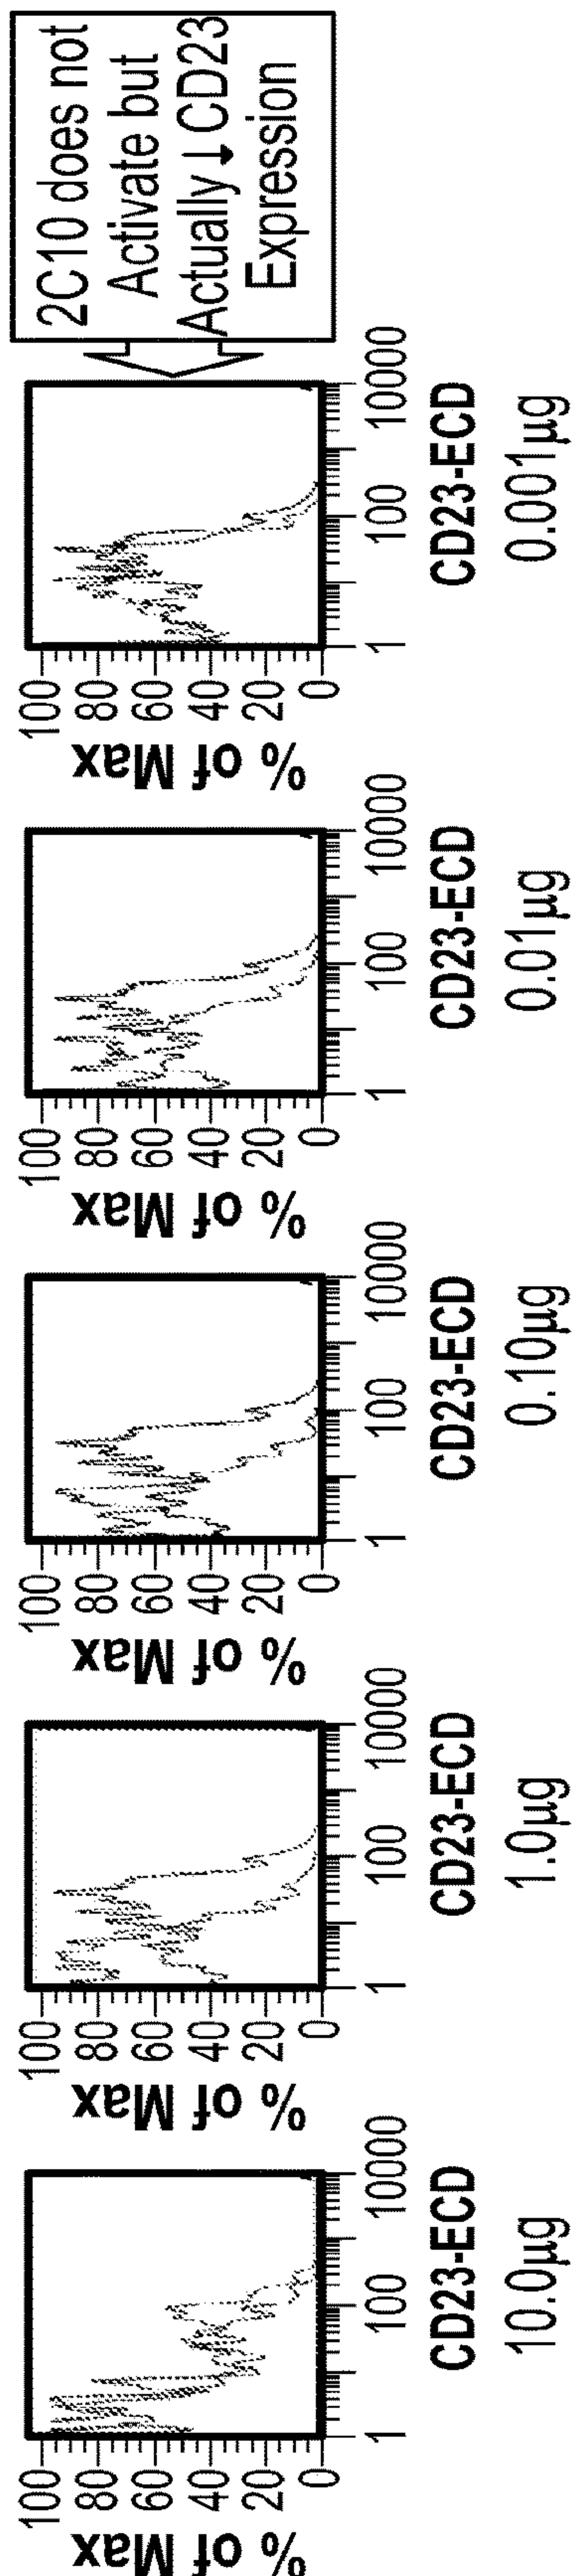 % of Max
100
80
60
40
20
0
1
100
10000
CD23-ECD
10.0µg
% of Max
100
80
60
40
20
0
1
100
10000
CD23-ECD
1.0µg
% of Max
100
80
60
40
20
0
1
100
10000
CD23-ECD
0.10µg
% of Max
100
80
60
40
20
0
1
100
10000
CD23-ECD
0.01µg
% of Max
100
80
60
40
20
0
1
100
10000
CD23-ECD
0.001µg
2C10 does not
Activate but
Actually ↓ CD23
Expression